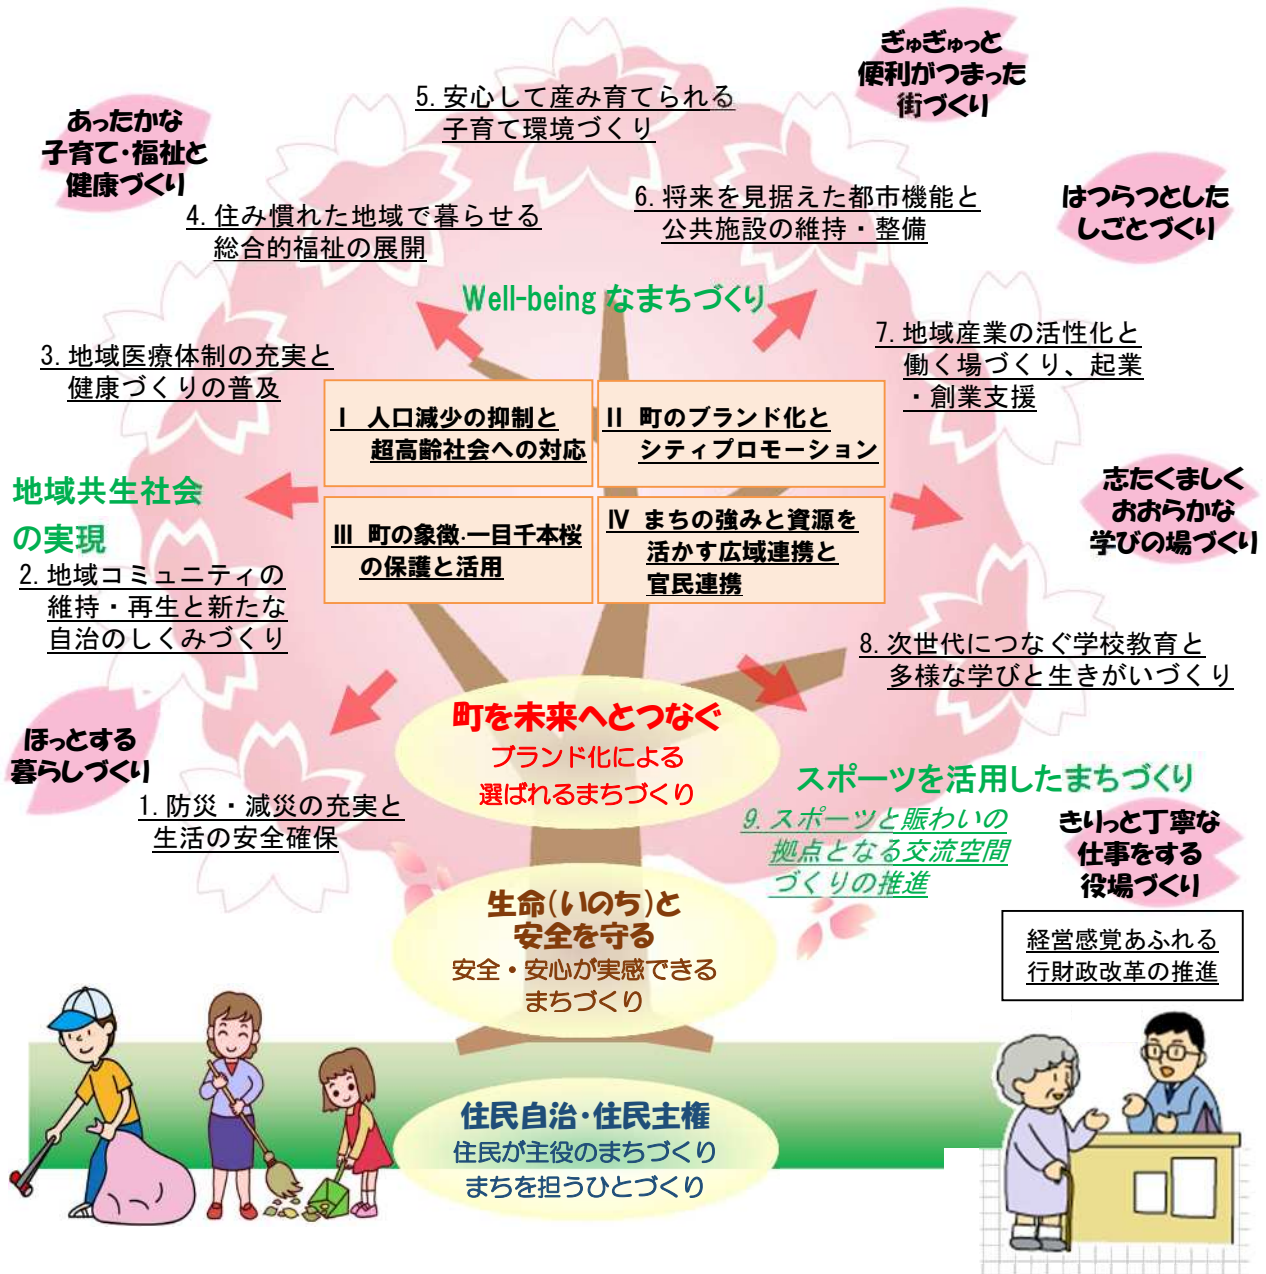 ぎゅぎゅっと
便利がつまった
街づくり
5. 安心して産み育てられる
子育て環境づくり
あったかな
子育て・福祉と
健康づくり
4. 住み慣れた地域で暮らせる
総合的福祉の展開
6. 将来を見据えた都市機能と
公共施設の維持・整備
はつらつとした
しごとづくり
Well-being なまちづくり
3. 地域医療体制の充実と
健康づくりの普及
7. 地域産業の活性化と
働く場づくり、起業
・創業支援
Ⅰ 人口減少の抑制と
超高齢社会への対応
Ⅱ 町のブランド化と
シティプロモーション
Ⅲ 町の象徴・一目千本桜
の保護と活用
Ⅳ まちの強みと資源を
活かす広域連携と
官民連携
地域共生社会
の実現
2. 地域コミュニティの
維持・再生と新たな
自治のしくみづくり
志たくましく
おおらかな
学びの場づくり
8. 次世代につなぐ学校教育と
多様な学びと生きがいづくり
ほっとする
暮らしづくり
1. 防災・減災の充実と
生活の安全確保
町を未来へとつなぐ
ブランド化による
選ばれるまちづくり
スポーツを活用したまちづくり
9. スポーツと賑わいの
拠点となる交流空間
づくりの推進
きりっと丁寧な
仕事をする
役場づくり
経営感覚あふれる
行財政改革の推進
生命(いのち)と
安全を守る
安全・安心が実感できる
まちづくり
住民自治・住民主権
住民が主役のまちづくり
まちを担うひとづくり